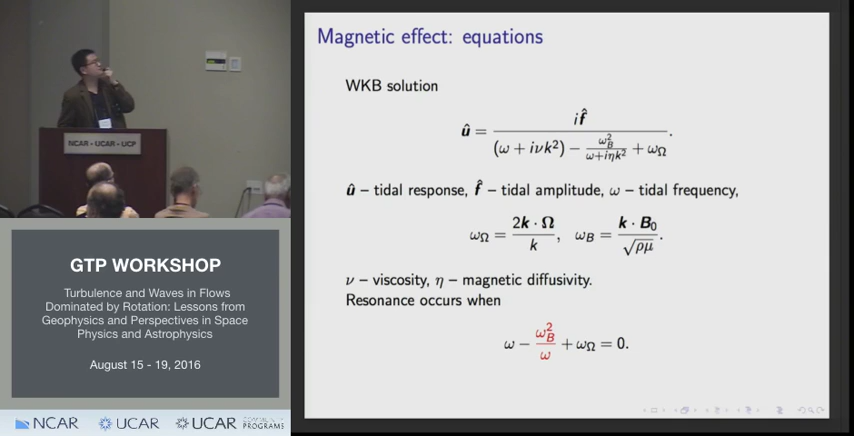 NCAR - UCAR - UCP
GTP WORKSHOP
Turbulence and Waves in Flows
Dominated by Rotation: Lessons from
Geophysics and Perspectives in Space
Physics and Astrophysics
August 15 - 19, 2016
NCAR
UCAR
UCAR
PROGRAMS
Magnetic effect: equations
WKB solution
û = i f̂ / ((ω + iνk²) − ω_B²/(ω+iηk²) + ω_Ω).
û – tidal response, f̂ – tidal amplitude, ω – tidal frequency,
ω_Ω = 2k · Ω / k, ω_B = k · B₀ / √(ρμ).
ν – viscosity, η – magnetic diffusivity.
Resonance occurs when
ω − ω_B²/ω + ω_Ω = 0.